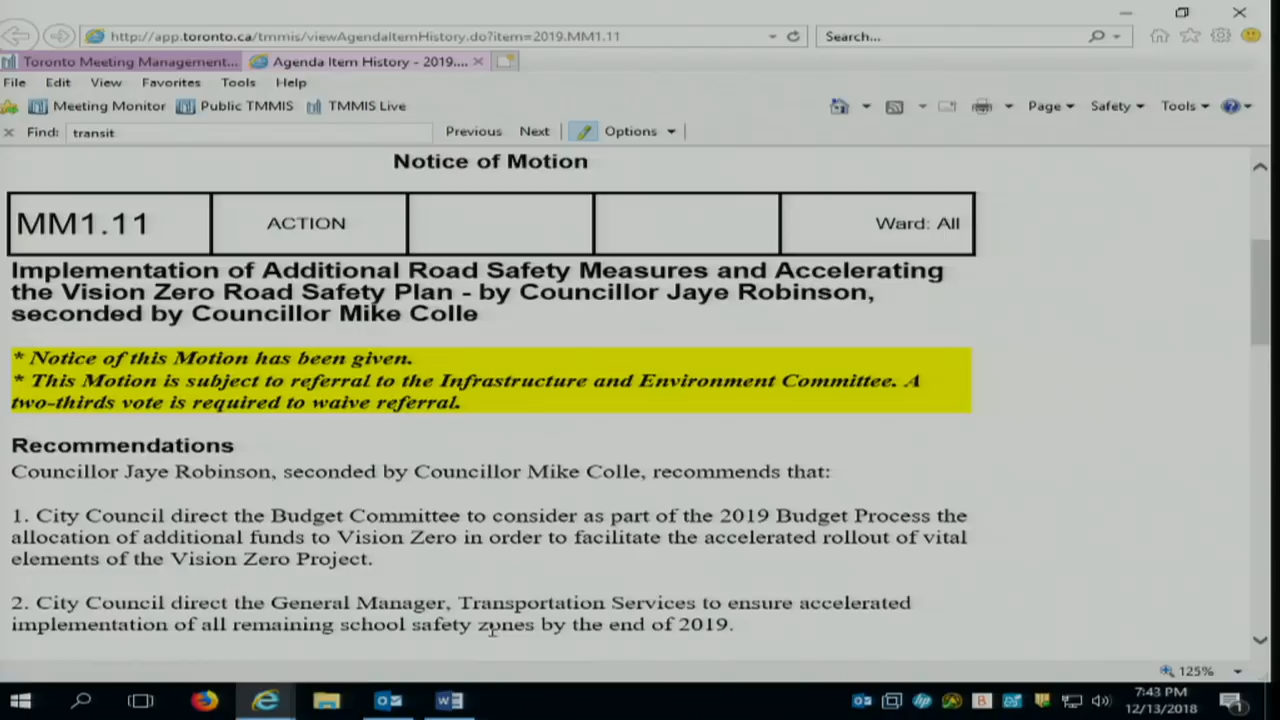 http://app.toronto.ca/tmmis/viewAgendaItemHistory.do?item=2019.MM1.11
Search...
Toronto Meeting Management...
Agenda Item History - 2019....
File Edit View Favorites Tools Help
Meeting Monitor Public TMMIS TMMIS Live
Page Safety Tools
Find: transit
Previous Next Options
Notice of Motion
MM1.11 ACTION Ward: All
Implementation of Additional Road Safety Measures and Accelerating
the Vision Zero Road Safety Plan - by Councillor Jaye Robinson,
seconded by Councillor Mike Colle
* Notice of this Motion has been given.
* This Motion is subject to referral to the Infrastructure and Environment Committee. A
two-thirds vote is required to waive referral.
Recommendations
Councillor Jaye Robinson, seconded by Councillor Mike Colle, recommends that:
1. City Council direct the Budget Committee to consider as part of the 2019 Budget Process the
allocation of additional funds to Vision Zero in order to facilitate the accelerated rollout of vital
elements of the Vision Zero Project.
2. City Council direct the General Manager, Transportation Services to ensure accelerated
implementation of all remaining school safety zones by the end of 2019.
125%
7:43 PM
12/13/2018